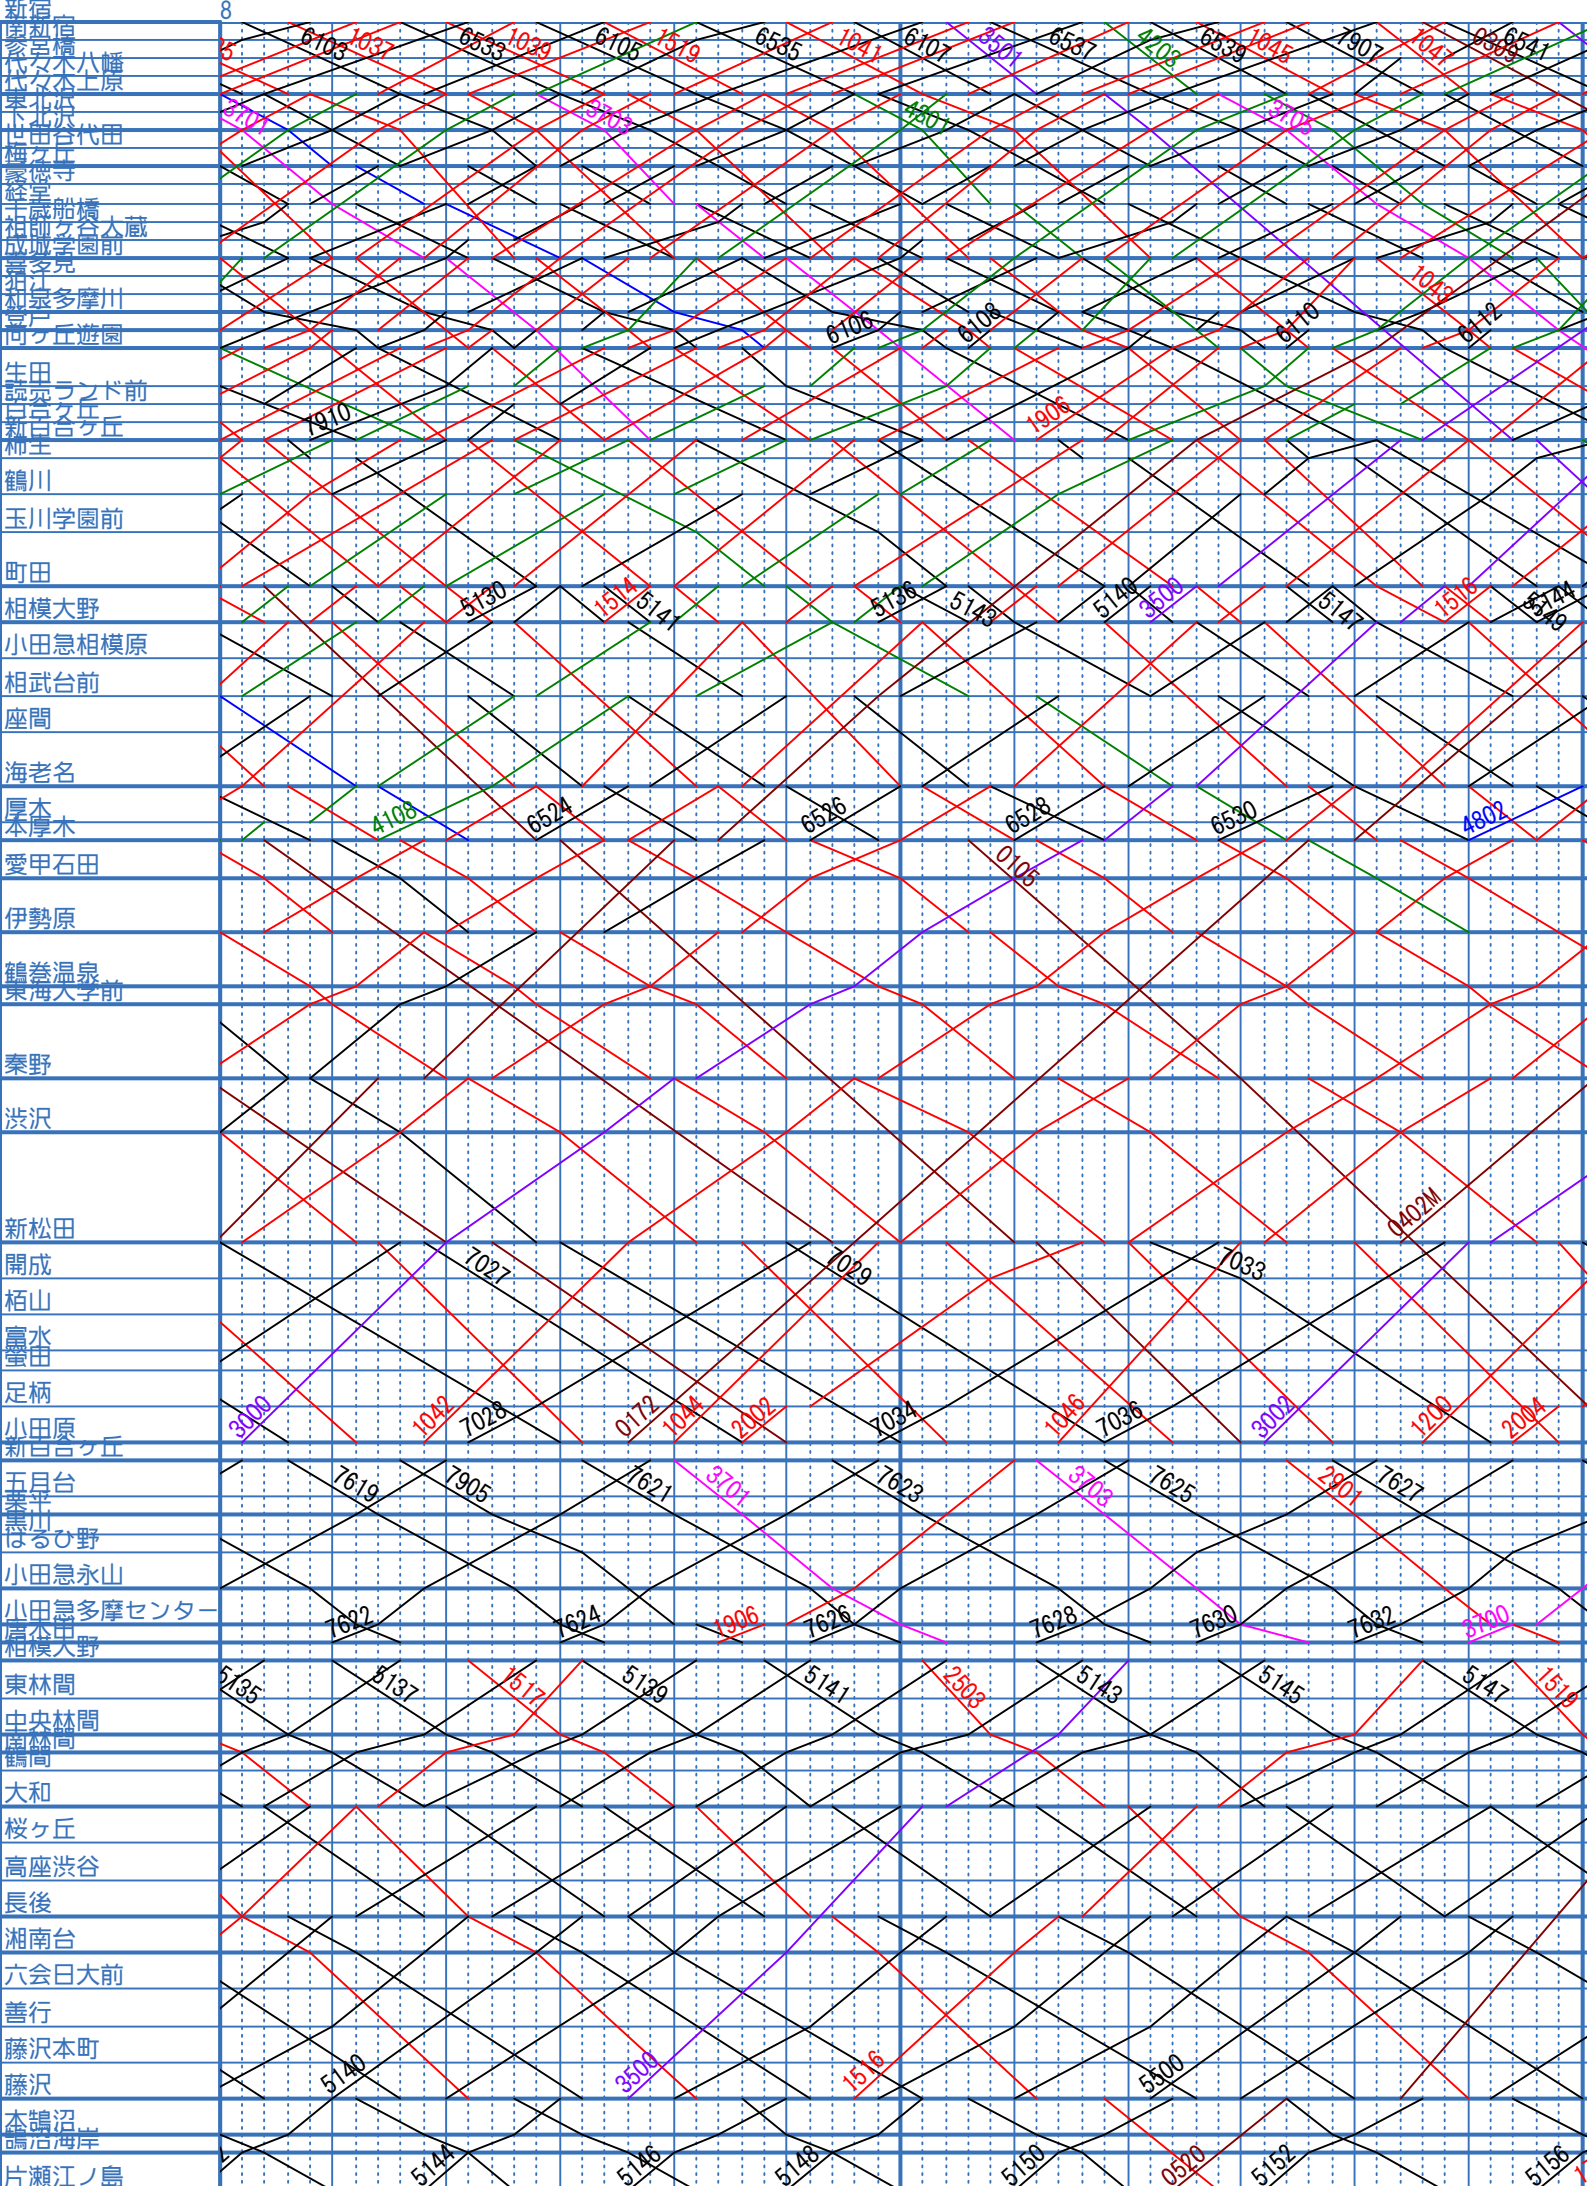 新宿 8
南新宿
参宮橋
代々木八幡
代々木上原
東北沢
下北沢
世田谷代田
梅ヶ丘
豪徳寺
経堂
千歳船橋
祖師ヶ谷大蔵
成城学園前
喜多見
狛江
和泉多摩川
登戸
向ヶ丘遊園
生田
読売ランド前
百合ヶ丘
新百合ヶ丘
柿生
鶴川
玉川学園前
町田
相模大野
小田急相模原
相武台前
座間
海老名
厚木
本厚木
愛甲石田
伊勢原
鶴巻温泉
東海大学前
秦野
渋沢
新松田
開成
栢山
富水
螢田
足柄
小田原
新百合ヶ丘
五月台
栗平
黒川
はるひ野
小田急永山
小田急多摩センター
唐木田
相模大野
東林間
中央林間
南林間
鶴間
大和
桜ヶ丘
高座渋谷
長後
湘南台
六会日大前
善行
藤沢本町
藤沢
本鵠沼
鵠沼海岸
片瀬江ノ島
6103 1037 6533 1039 6105 1519 6535 1041 6107 3501 6537 4203 6539 1045 7907 1047 0399 6541
3701 3703 4301 3705
1043
6106 6108 6110 6112
7910 1906
5130 1514 5141 5136 5143 5140 3500 5147 1516 5144 5149
4108 6524 6526 6528 6530 4802
0105
0402M
7027 7029 7033
3000 1042 7028 0172 1044 2002 7034 1046 7036 3002 1200 2004
7619 7905 7621 3701 7623 3703 7625 2901 7627
7622 7624 1906 7626 7628 7630 7632 3700
5135 5137 1517 5139 5141 2503 5143 5145 5147 1519
5140 3500 1516 5500
5144 5146 5148 5150 0520 5152 5156